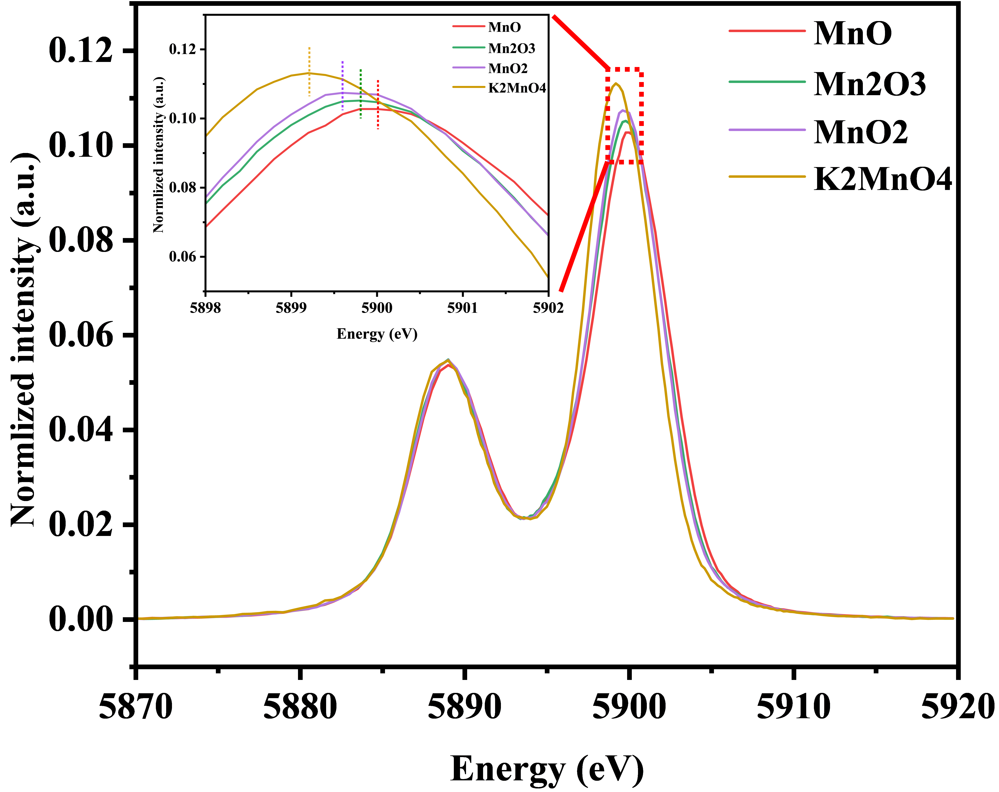 MnO
Mn2O3
MnO2
K2MnO4
0.12
0.10
0.08
0.06
Normlized intensity (a.u.)
5898
5899
5900
5901
5902
Energy (eV)
MnO
Mn2O3
MnO2
K2MnO4
0.12
0.10
0.08
0.06
0.04
0.02
0.00
Normlized intensity (a.u.)
5870
5880
5890
5900
5910
5920
Energy (eV)